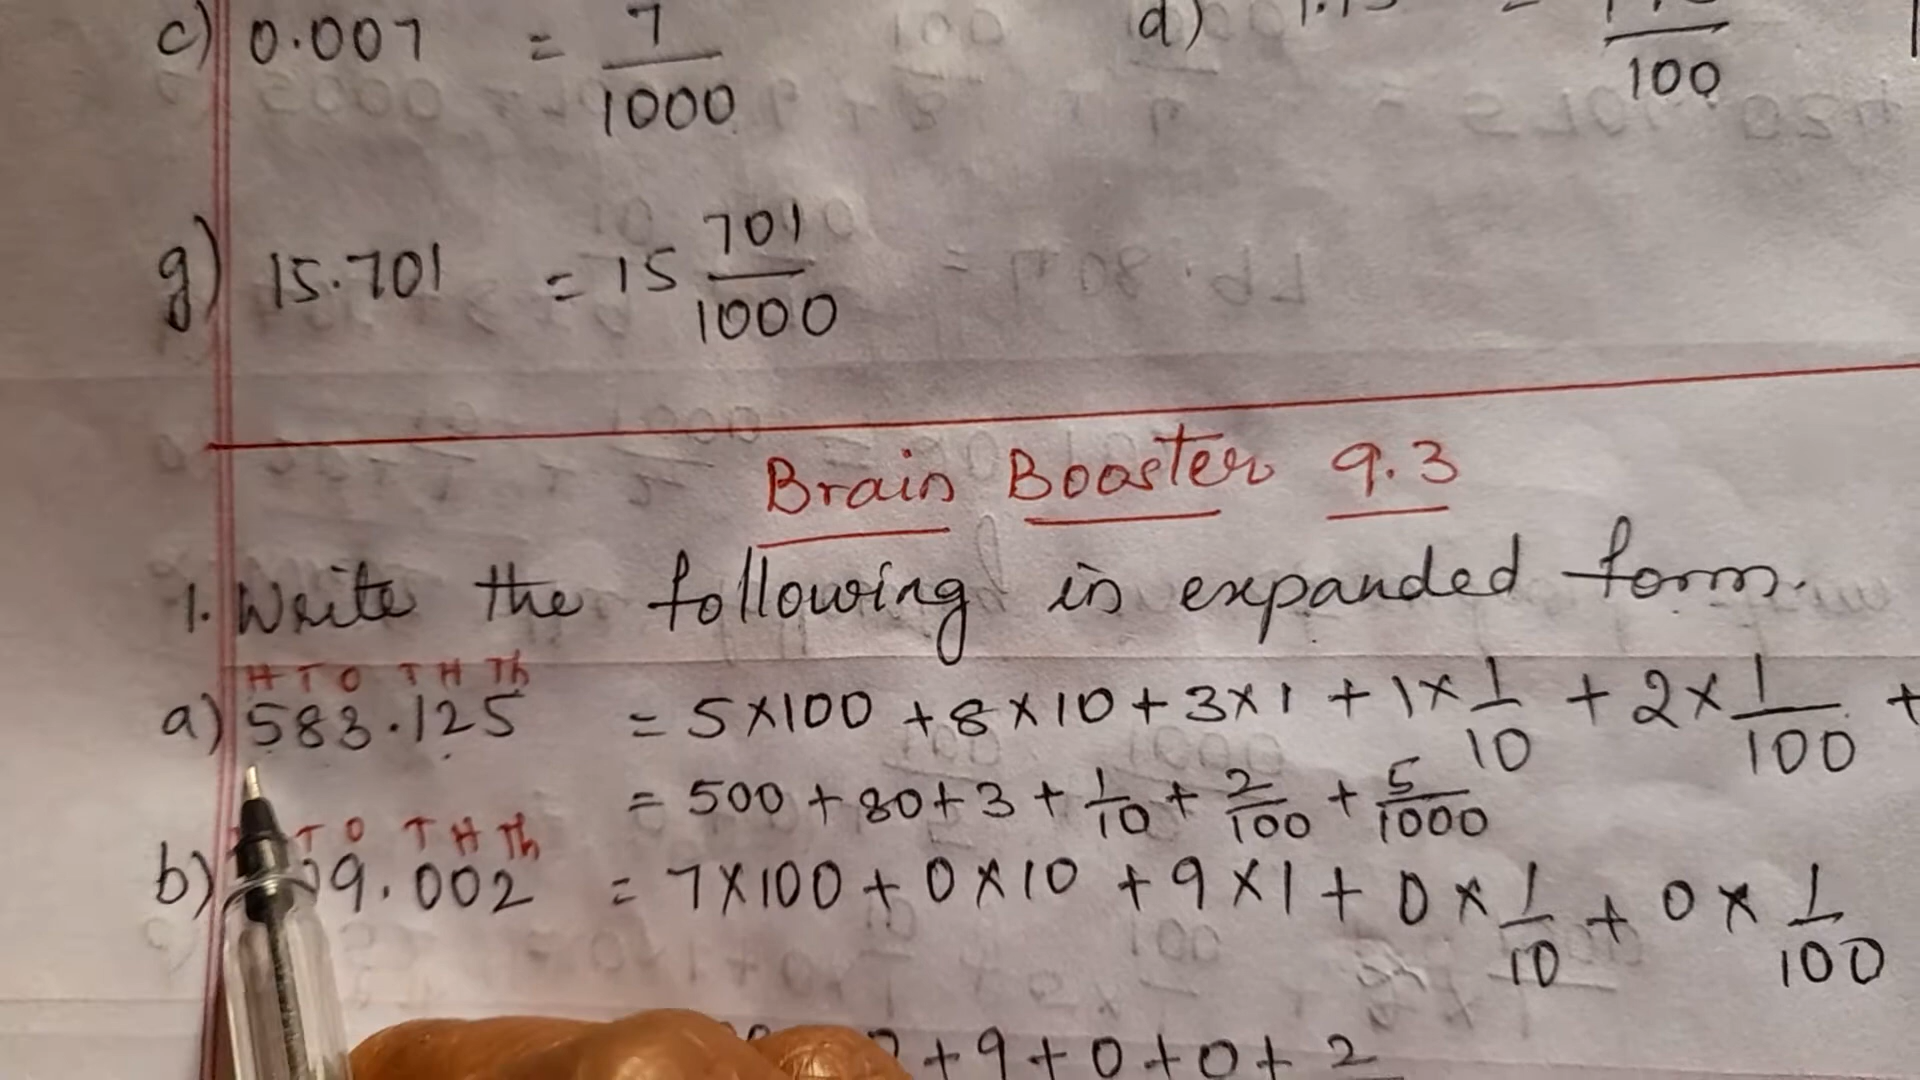 c) 0.007 = 7/1000 d) 
100
g) 15.701 = 15 701/1000
Brain Booster 9.3
1. Write the following in expanded form.
H T O T H Th
a) 583.125 = 5×100 + 8×10 + 3×1 + 1×1/10 + 2×1/100 +
= 500 + 80 + 3 + 1/10 + 2/100 + 5/1000
T O T H Th
b) 09.002 = 7×100 + 0×10 + 9×1 + 0×1/10 + 0×1/100
+9+0+0+2